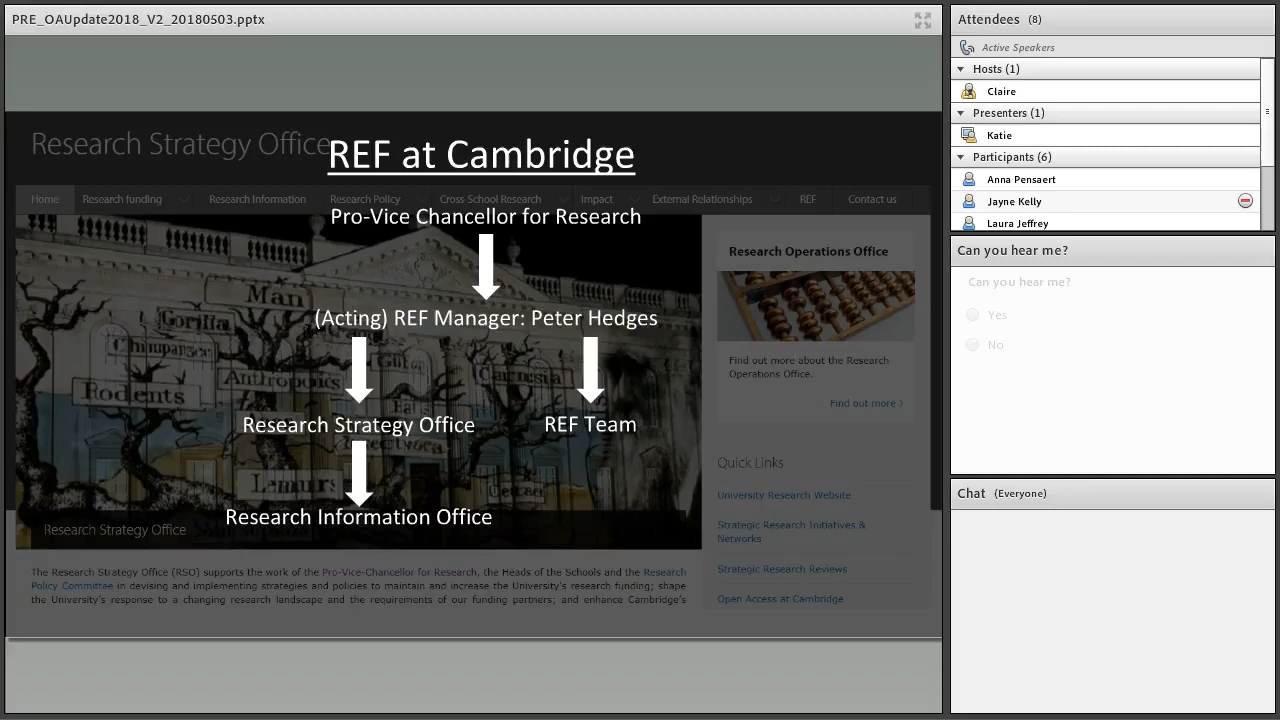 PRE_OAUpdate2018_V2_20180503.pptx
Research Strategy Office
REF at Cambridge
Home
Research funding
Research Information
Research Policy
Cross School Research
Impact
External Relationships
REF
Contact us
Pro-Vice Chancellor for Research
(Acting) REF Manager: Peter Hedges
Research Strategy Office
REF Team
Research Information Office
Man
Gorilla
Chimpanzee
Rodents
Anthropoids
Lemurs
Research Strategy Office
The Research Strategy Office (RSO) supports the work of the Pro-Vice-Chancellor for Research, the Heads of the Schools and the Research
Policy Committee in devising and implementing strategies and policies to maintain and increase the University's research funding; shape
the University's response to a changing research landscape and the requirements of our funding partners; and enhance Cambridge's
Research Operations Office
Find out more about the Research
Operations Office.
Find out more >
Quick Links
University Research Website
Strategic Research Initiatives &
Networks
Strategic Research Reviews
Open Access at Cambridge
Attendees (8)
Active Speakers
Hosts (1)
Claire
Presenters (1)
Katie
Participants (6)
Anna Pensaert
Jayne Kelly
Laura Jeffrey
Can you hear me?
Can you hear me?
Yes
No
Chat (Everyone)